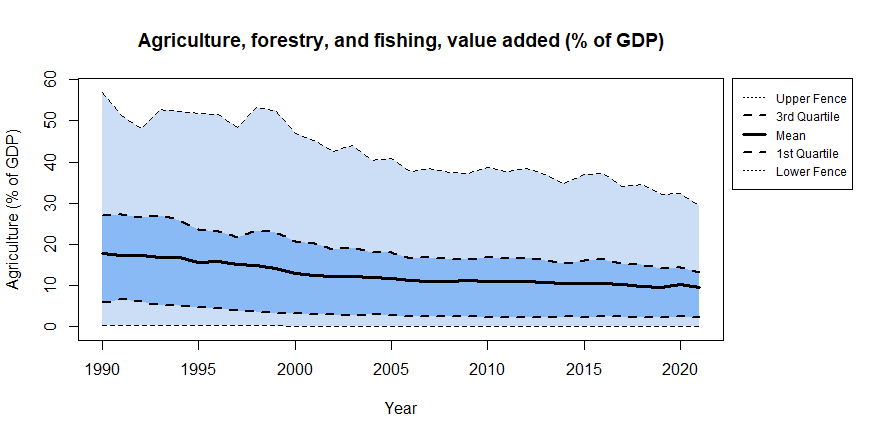 Agriculture, forestry, and fishing, value added (% of GDP)
Agriculture (% of GDP)
60
50
40
30
20
10
0
1990 1995 2000 2005 2010 2015 2020
Year
Upper Fence
3rd Quartile
Mean
1st Quartile
Lower Fence